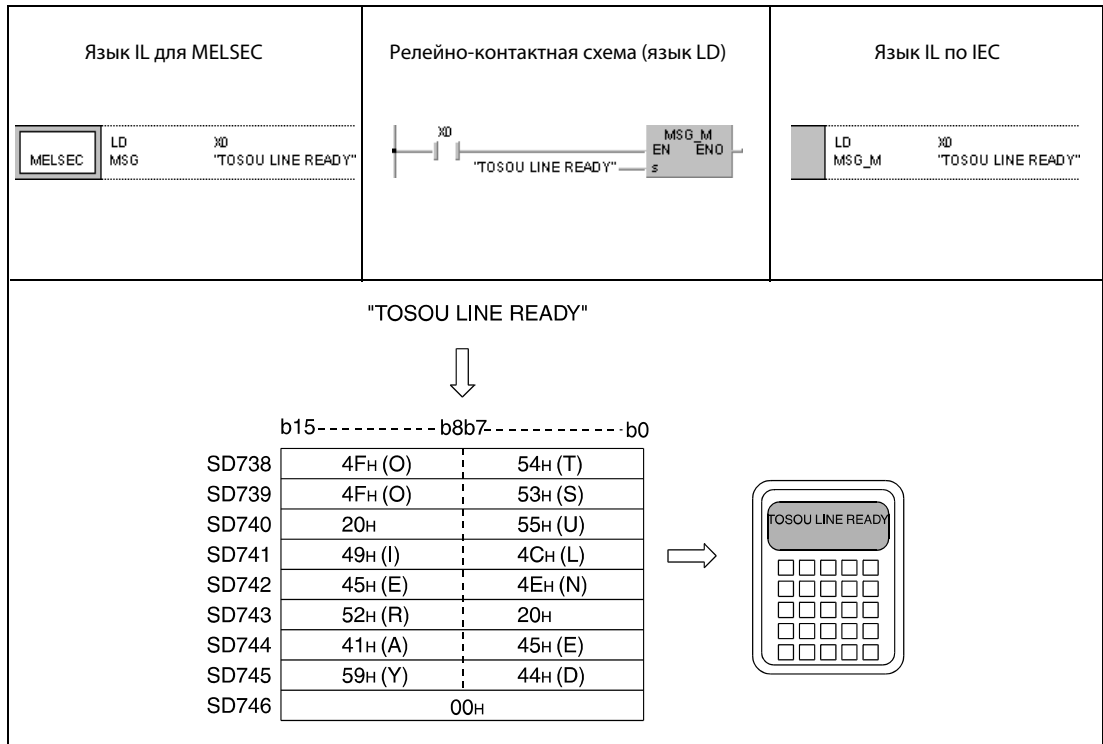 Язык IL для MELSEC
Релейно-контактная схема (язык LD)
Язык IL по IEC
MELSEC
LD X0
MSG "TOSOU LINE READY"
X0
MSG_M
EN ENO
"TOSOU LINE READY" s
LD X0
MSG_M "TOSOU LINE READY"
"TOSOU LINE READY"
b15----------b8b7------------b0
SD738 4FH (O) 54H (T)
SD739 4FH (O) 53H (S)
SD740 20H 55H (U)
SD741 49H (I) 4CH (L)
SD742 45H (E) 4EH (N)
SD743 52H (R) 20H
SD744 41H (A) 45H (E)
SD745 59H (Y) 44H (D)
SD746 00H
TOSOU LINE READY